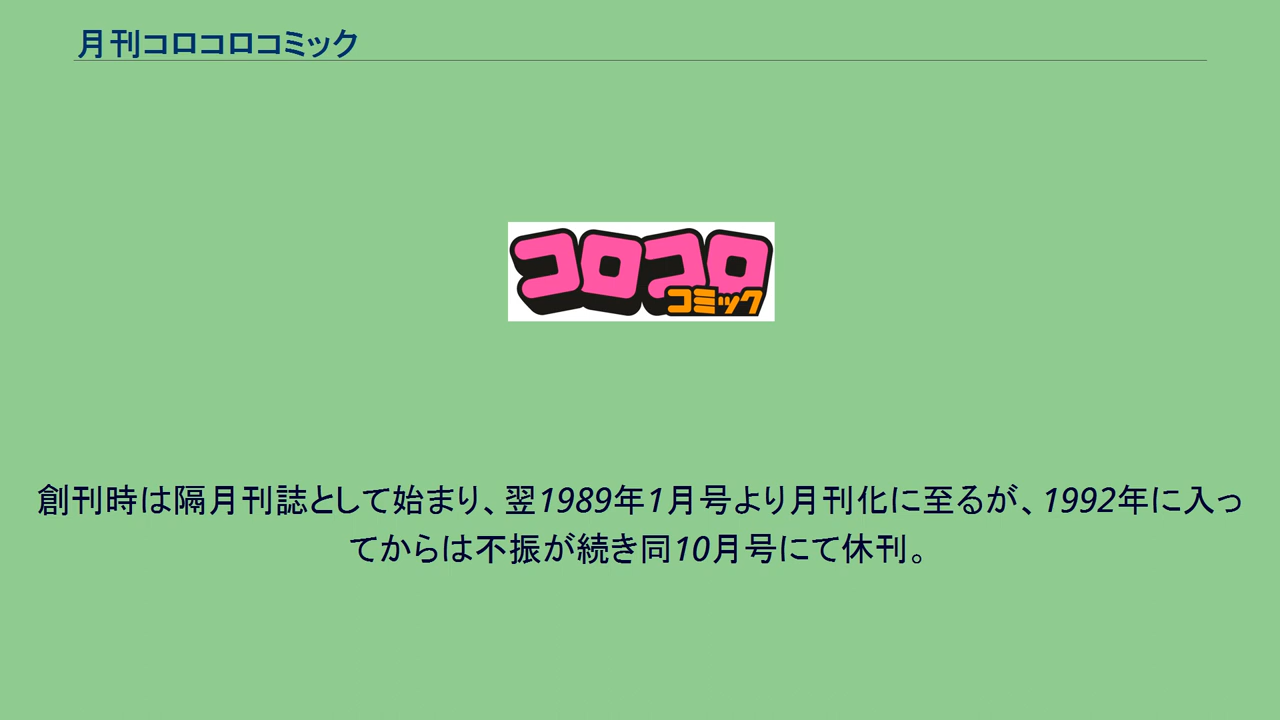 月刊コロコロコミック
コロコロ
コミック
創刊時は隔月刊誌として始まり、翌1989年1月号より月刊化に至るが、1992年に入っ
てからは不振が続き同10月号にて休刊。